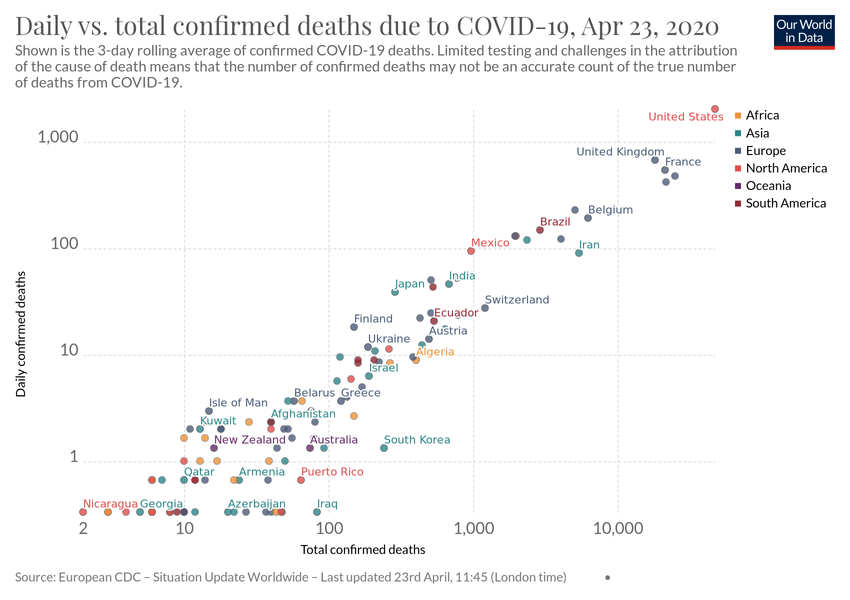 Daily vs. total confirmed deaths due to COVID-19, Apr 23, 2020
Our World
in Data
Shown is the 3-day rolling average of confirmed COVID-19 deaths. Limited testing and challenges in the attribution
of the cause of death means that the number of confirmed deaths may not be an accurate count of the true number
of deaths from COVID-19.
United States
Africa
Asia
Europe
North America
Oceania
South America
1,000
United Kingdom
France
Belgium
Brazil
Mexico
Iran
100
India
Japan
Switzerland
Ecuador
Finland
Austria
Ukraine
Algeria
10
Israel
Belarus
Greece
Isle of Man
Afghanistan
Kuwait
New Zealand
Australia
South Korea
1
Qatar
Armenia
Puerto Rico
Nicaragua
Georgia
Azerbaijan
Iraq
Daily confirmed deaths
2
10
100
1,000
10,000
Total confirmed deaths
Source: European CDC – Situation Update Worldwide – Last updated 23rd April, 11:45 (London time)